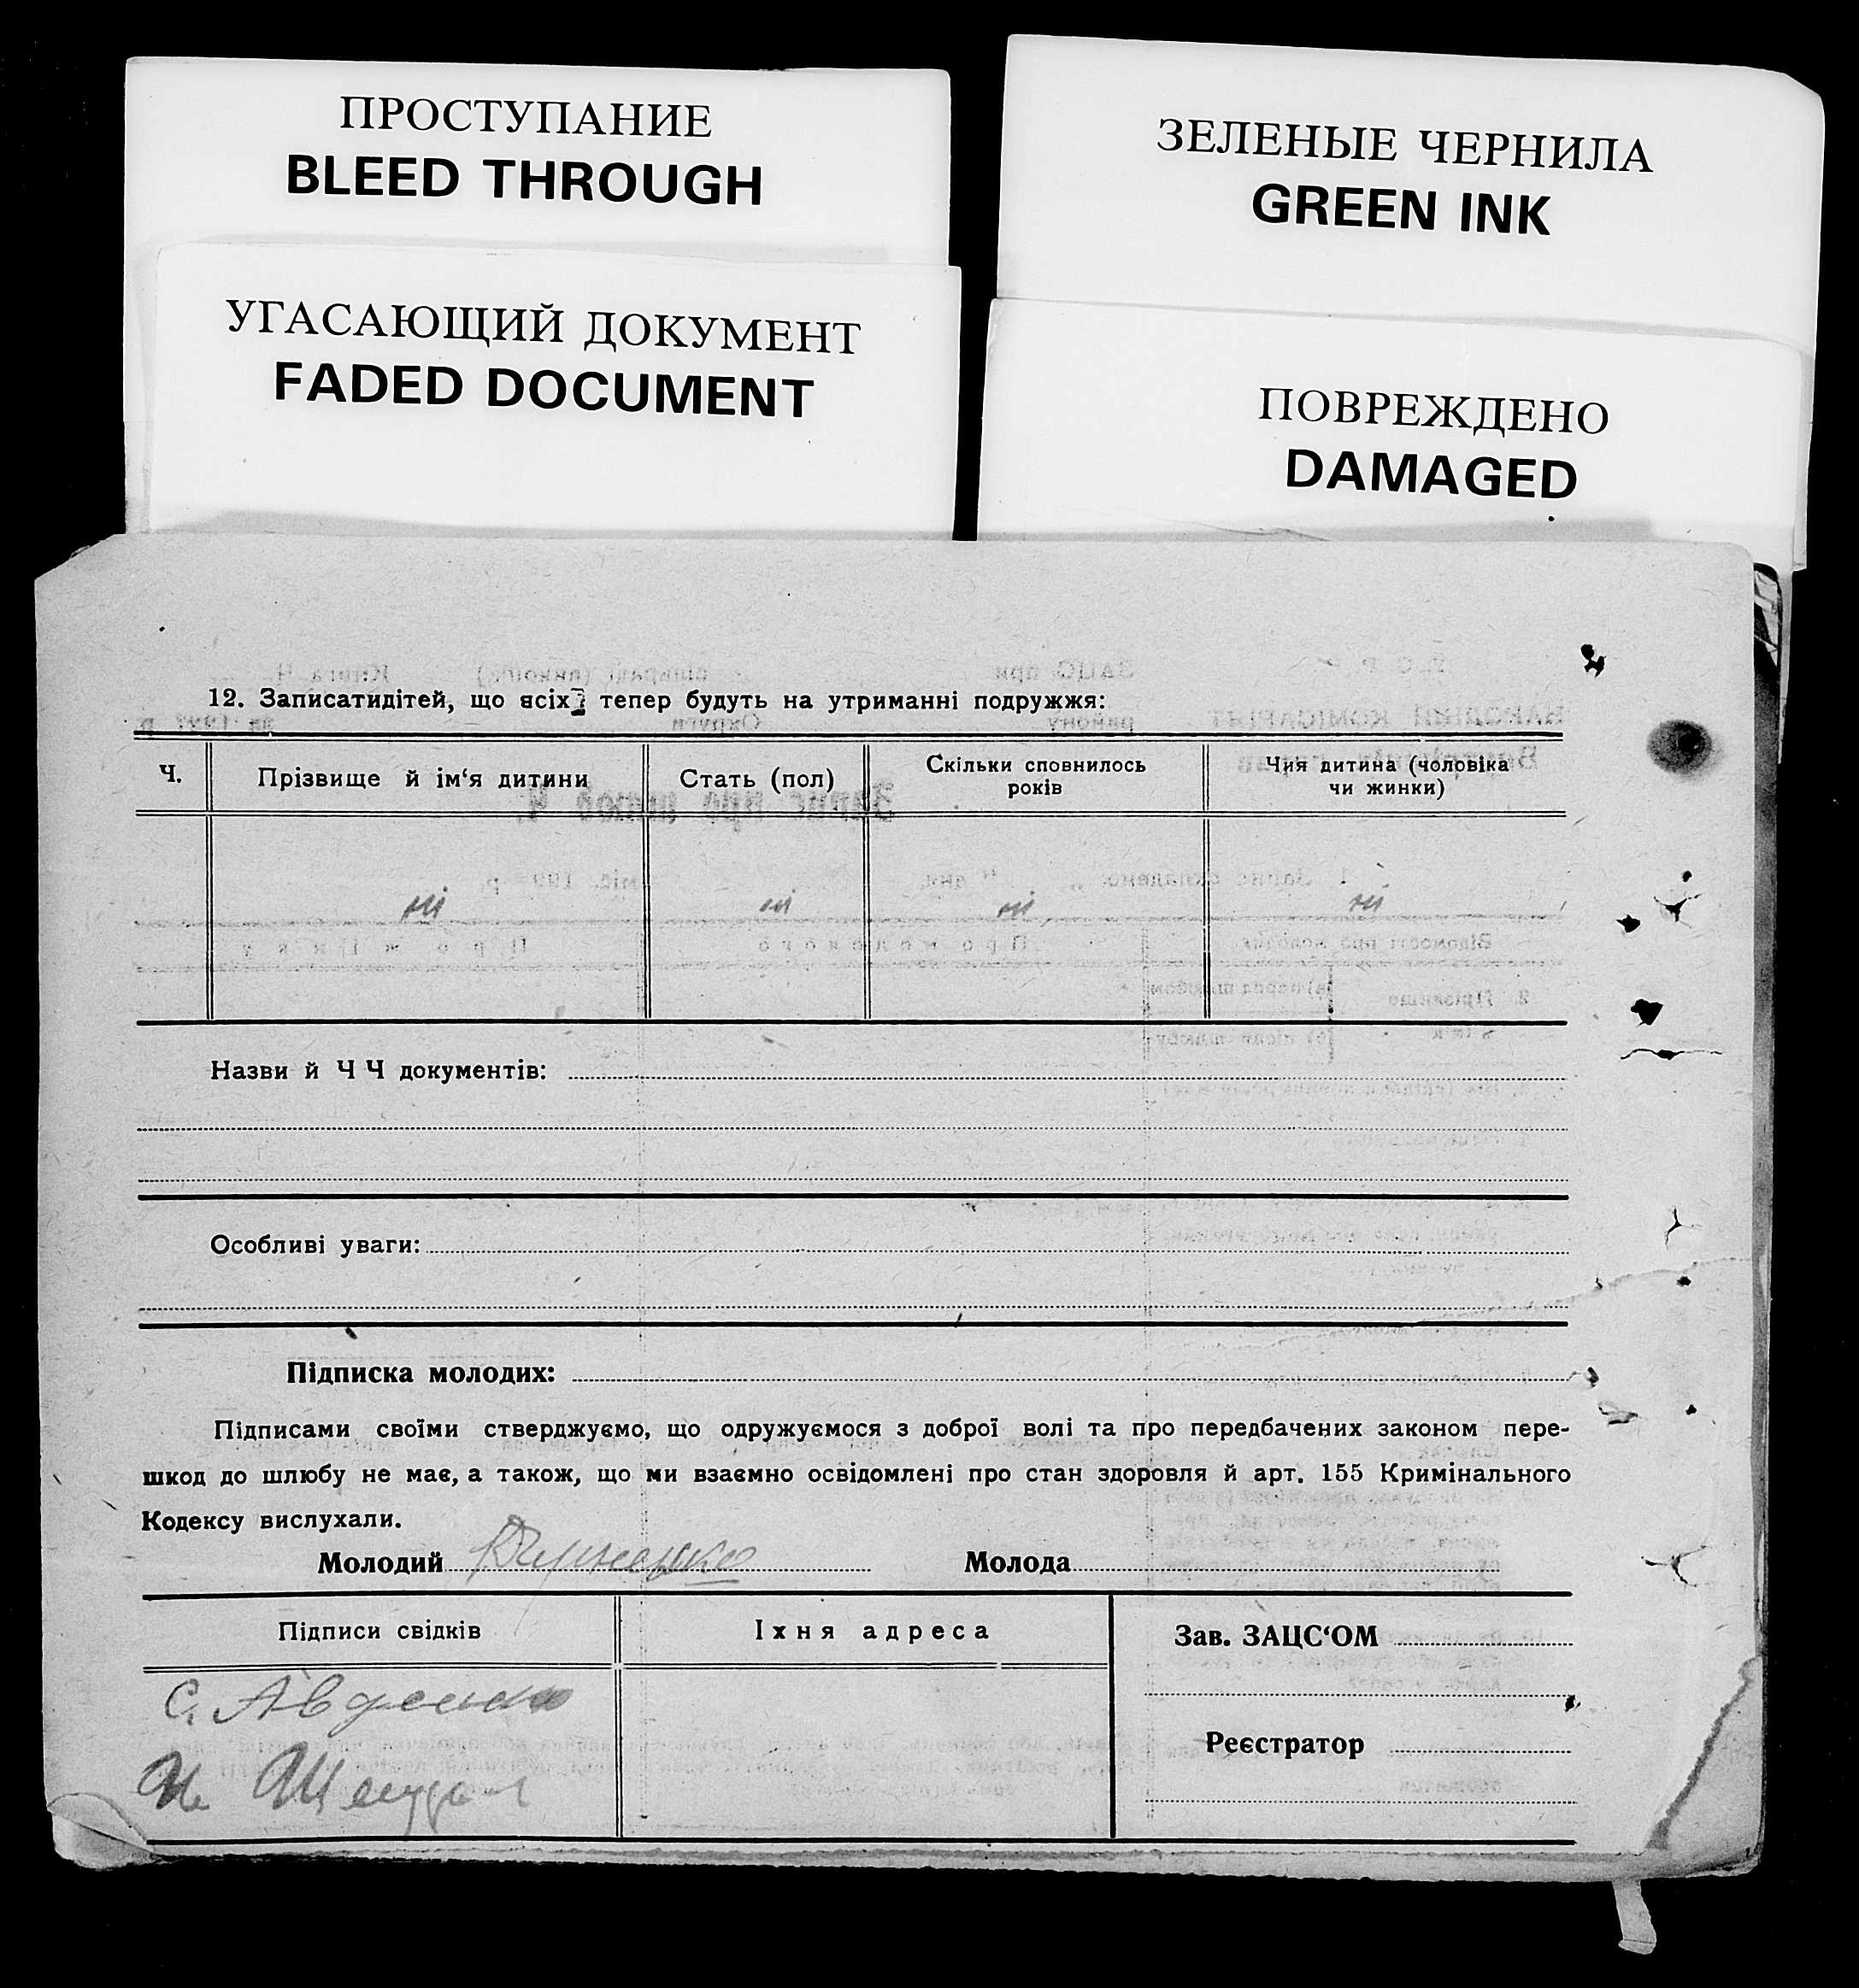 ПРОСТУПАНИЕ
BLEED THROUGH
ЗЕЛЕНЫЕ ЧЕРНИЛА
GREEN INK
УГАСАЮЩИЙ ДОКУМЕНТ
FADED DOCUMENT
ПОВРЕЖДЕНО
DAMAGED
12. Записатидітей, що всіх тепер будуть на утриманні подружжя:
Ч.
Прізвище й ім‘я дитини
Стать (пол)
Скільки сповнилось
років
Чия дитина (чоловіка
чи жинки)
ні ні ні ні
Назви й Ч Ч документів:
Особливі уваги:
Підписка молодих:
Підписами своїми стверджуємо, що одружуємося з доброї волі та про передбачених законом пере-
шкод до шлюбу не має, а також, що ми взаємно освідомлені про стан здоровля й арт. 155 Кримінального
Кодексу вислухали.
Молодий Молода
Підписи свідків
Іхня адреса
Зав. ЗАЦС‘ОМ
С.
Реєстратор